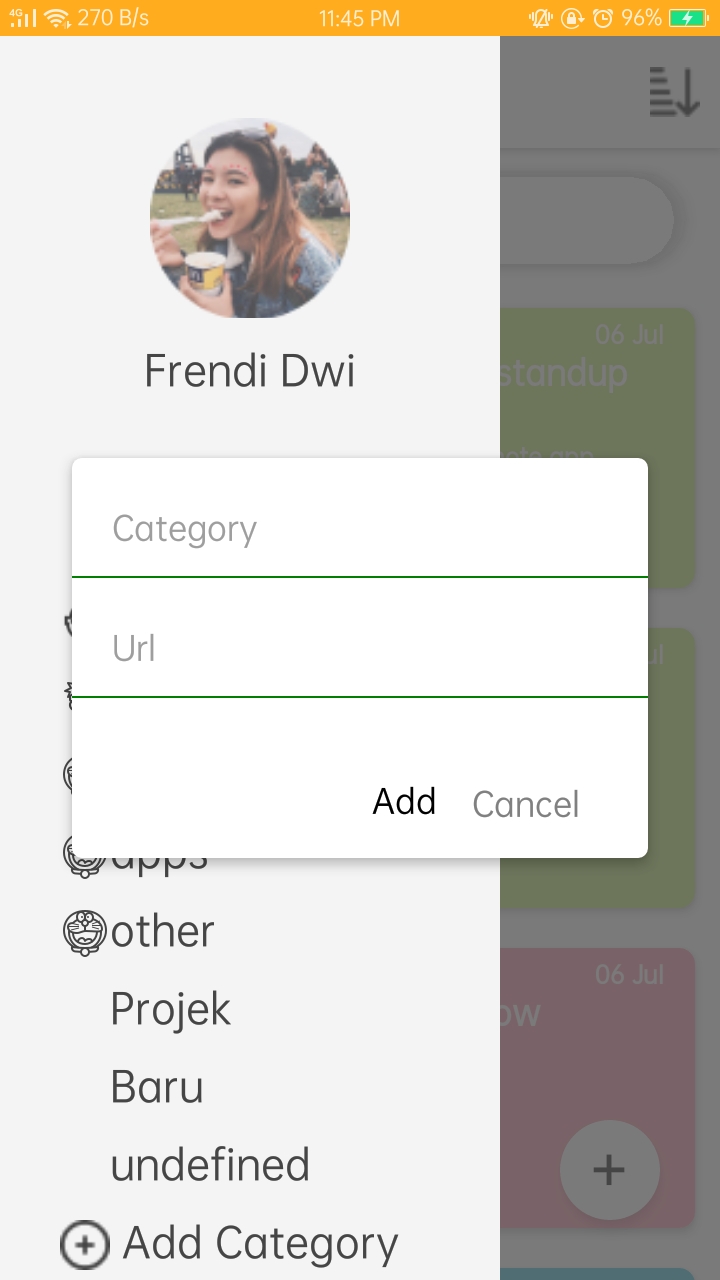 4G 270 B/s 11:45 PM 96%
Frendi Dwi
06 Jul
standup
Category
Url
Add Cancel
apps
other
Projek
Baru
undefined
Add Category
06 Jul
ow
+